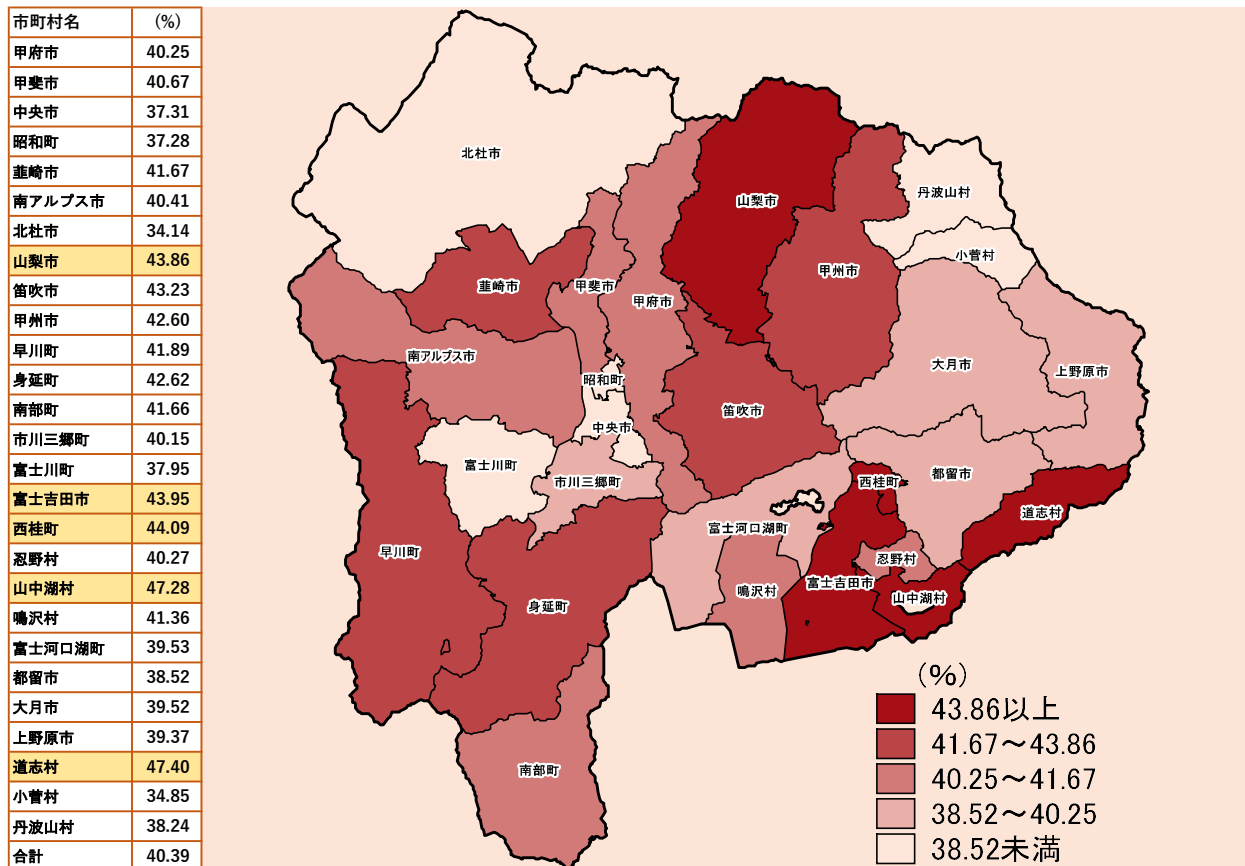 市町村名 (%)
甲府市 40.25
甲斐市 40.67
中央市 37.31
昭和町 37.28
韮崎市 41.67
南アルプス市 40.41
北杜市 34.14
山梨市 43.86
笛吹市 43.23
甲州市 42.60
早川町 41.89
身延町 42.62
南部町 41.66
市川三郷町 40.15
富士川町 37.95
富士吉田市 43.95
西桂町 44.09
忍野村 40.27
山中湖村 47.28
鳴沢村 41.36
富士河口湖町 39.53
都留市 38.52
大月市 39.52
上野原市 39.37
道志村 47.40
小菅村 34.85
丹波山村 38.24
合計 40.39
北杜市
丹波山村
山梨市
小菅村
甲州市
韮崎市
甲斐市
甲府市
南アルプス市
大月市
上野原市
昭和町
笛吹市
中央市
富士川町
都留市
市川三郷町
西桂町
道志村
富士河口湖町
早川町
忍野村
富士吉田市
鳴沢村
山中湖村
身延町
南部町
(%)
43.86以上
41.67～43.86
40.25～41.67
38.52～40.25
38.52未満